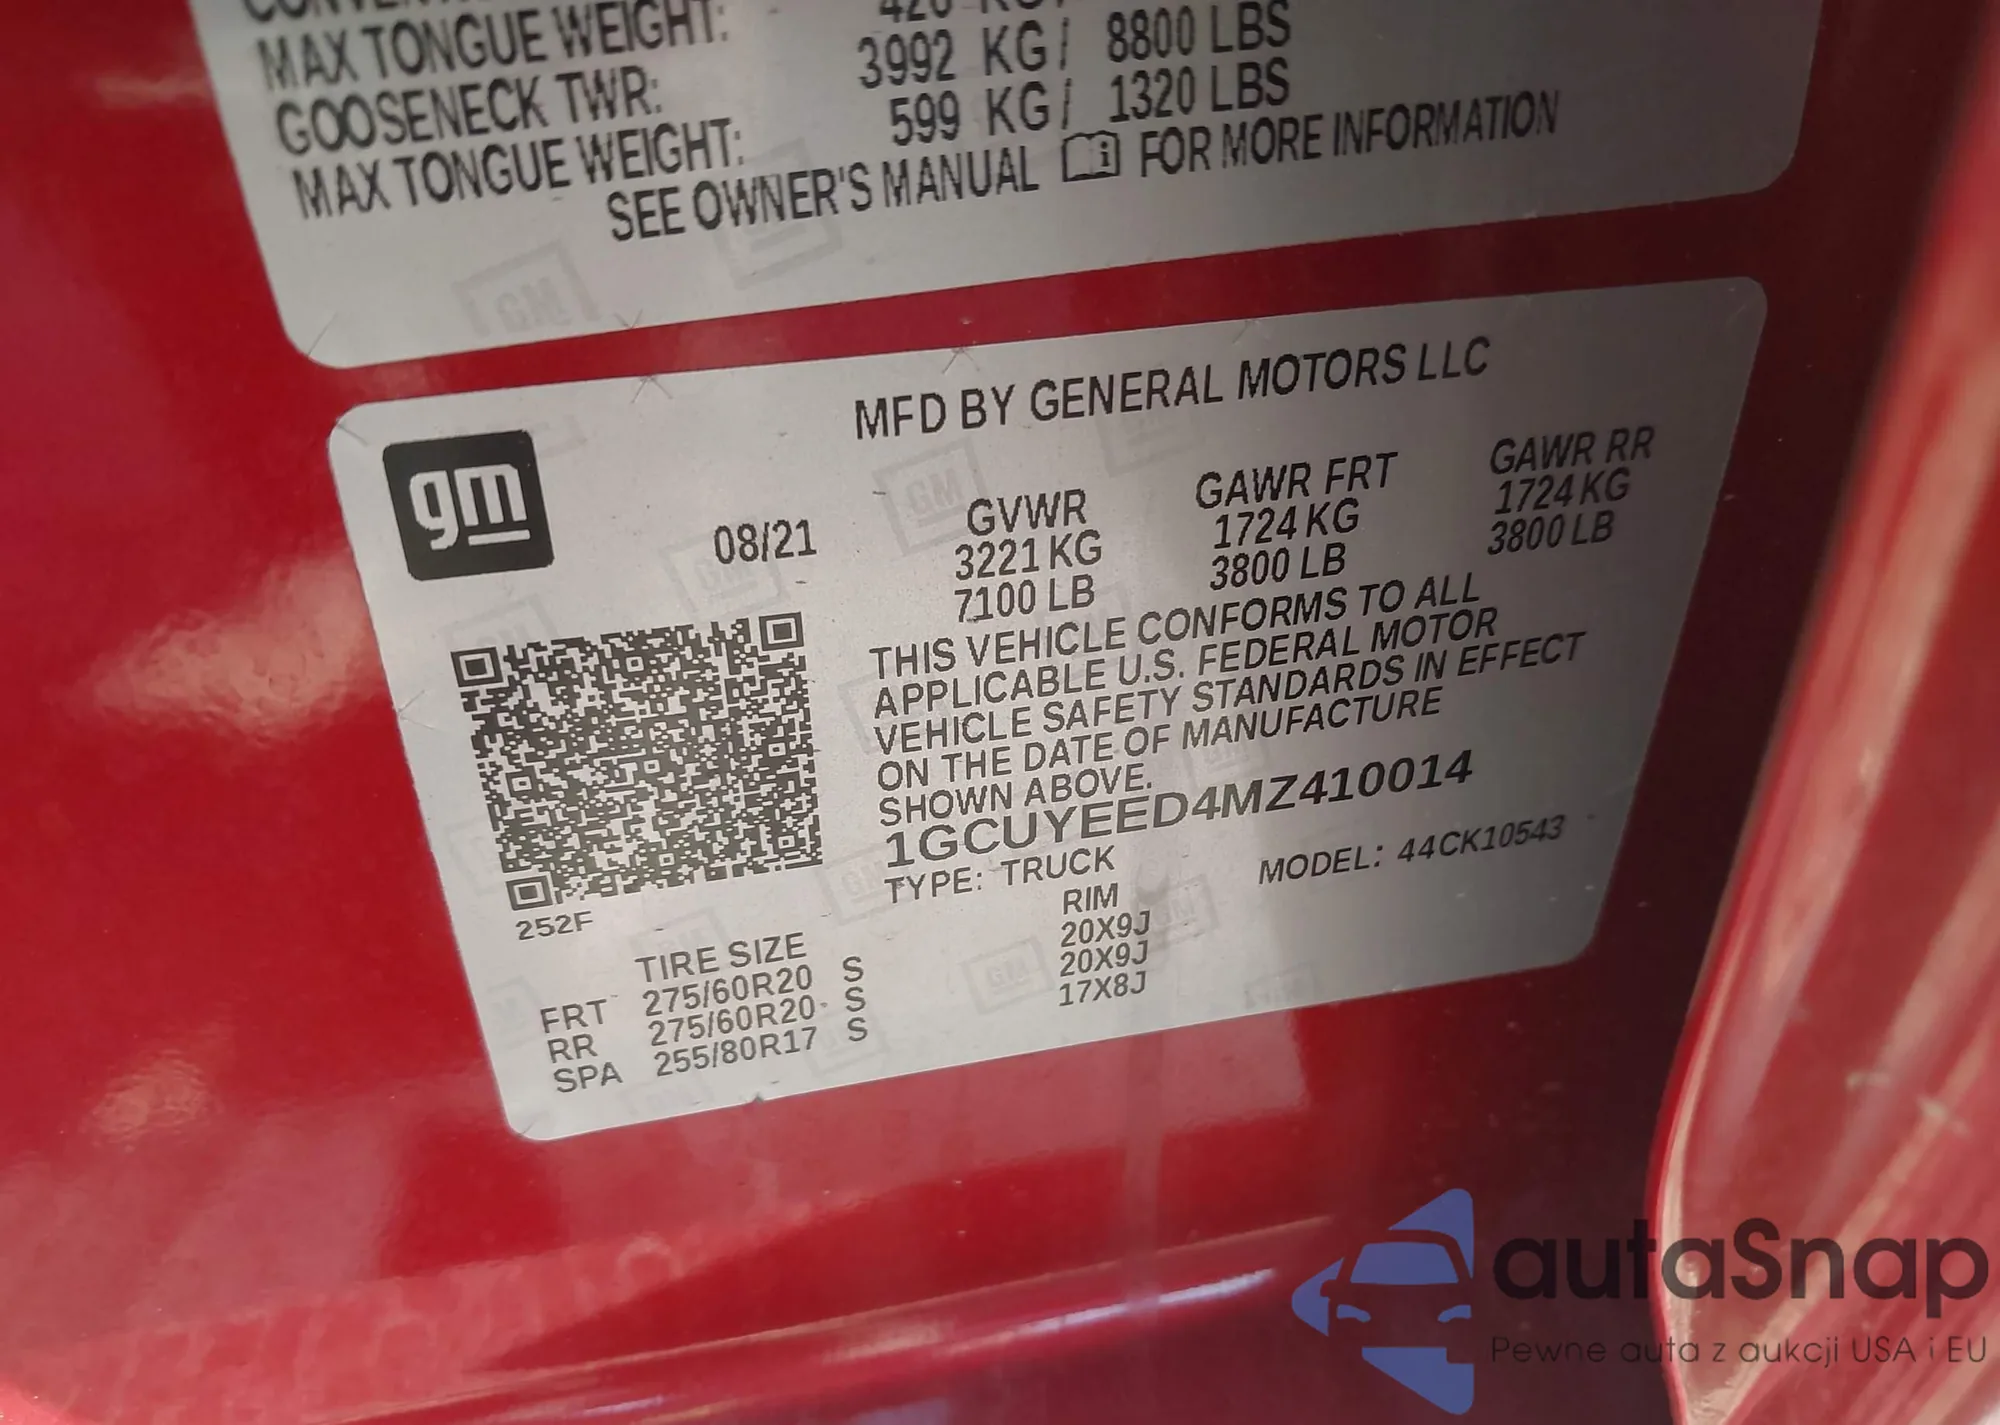 MAX TONGUE WEIGHT:
GOOSENECK TWR: 3992 KG/ 8800 LBS
MAX TONGUE WEIGHT: 599 KG/ 1320 LBS
SEE OWNER'S MANUAL FOR MORE INFORMATION
gm
MFD BY GENERAL MOTORS LLC
08/21 GVWR GAWR FRT GAWR RR
3221 KG 1724 KG 1724 KG
7100 LB 3800 LB 3800 LB
THIS VEHICLE CONFORMS TO ALL
APPLICABLE U.S. FEDERAL MOTOR
VEHICLE SAFETY STANDARDS IN EFFECT
ON THE DATE OF MANUFACTURE
SHOWN ABOVE.
1GCUYEED4MZ410014
TYPE: TRUCK MODEL: 44CK10543
252F
TIRE SIZE RIM
FRT 275/60R20 S 20X9J
RR 275/60R20 S 20X9J
SPA 255/80R17 S 17X8J
autaSnap
Pewne auta z aukcji USA i EU